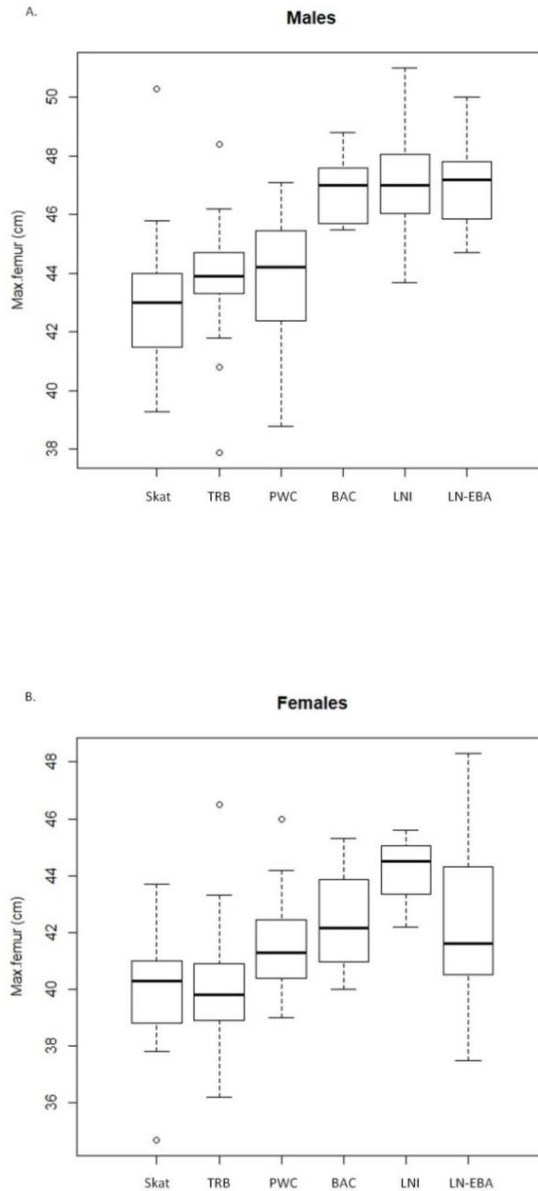 A.
Males
Max.femur (cm)
50
48
46
44
42
40
38
Skat TRB PWC BAC LNI LN-EBA
B.
Females
Max.femur (cm)
48
46
44
42
40
38
36
Skat TRB PWC BAC LNI LN-EBA